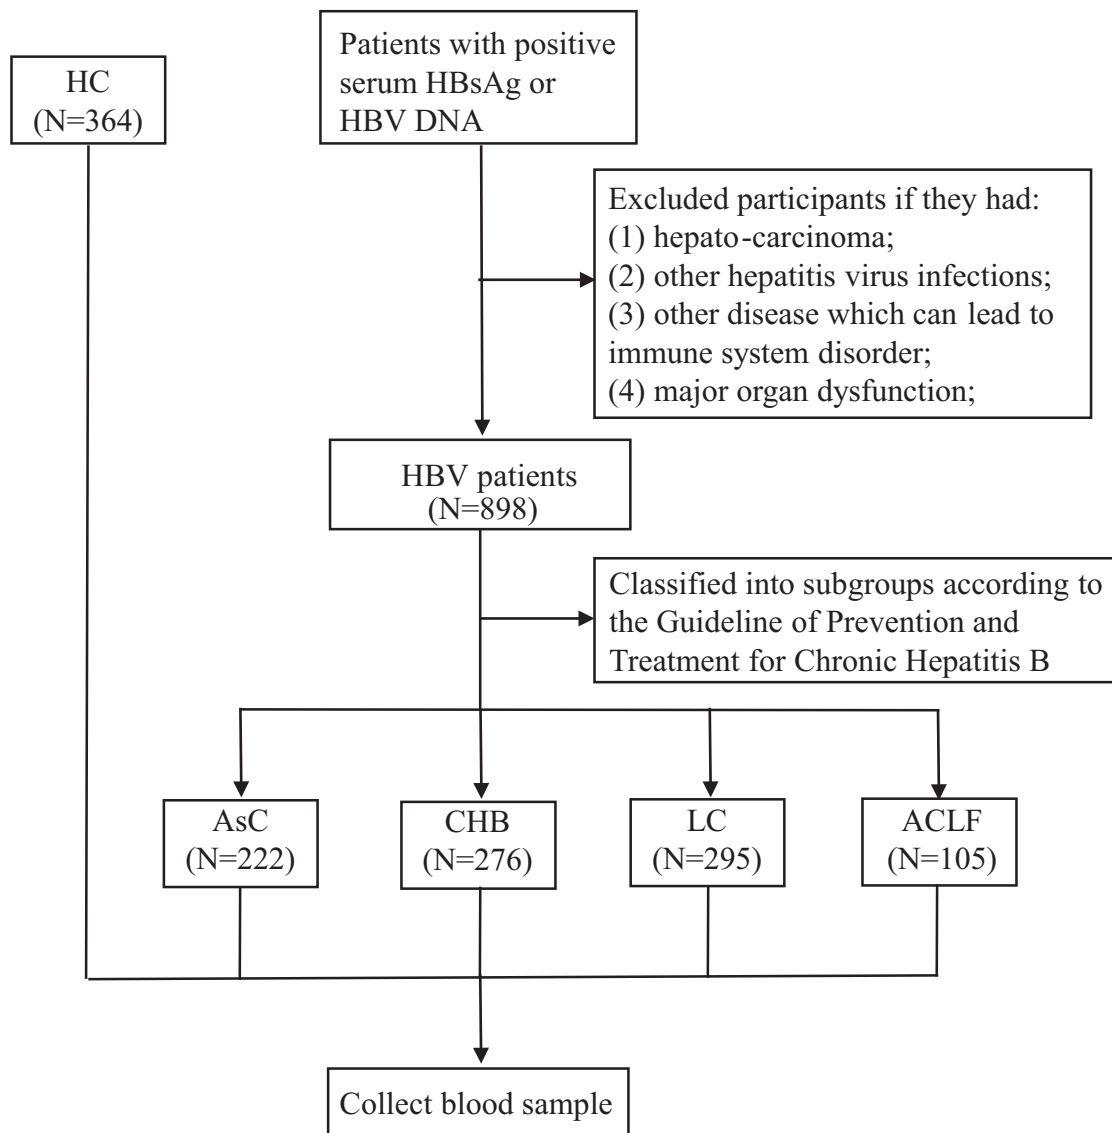 HC
(N=364)
Patients with positive
serum HBsAg or
HBV DNA
Excluded participants if they had:
(1) hepato-carcinoma;
(2) other hepatitis virus infections;
(3) other disease which can lead to
immune system disorder;
(4) major organ dysfunction;
HBV patients
(N=898)
Classified into subgroups according to
the Guideline of Prevention and
Treatment for Chronic Hepatitis B
AsC
(N=222)
CHB
(N=276)
LC
(N=295)
ACLF
(N=105)
Collect blood sample